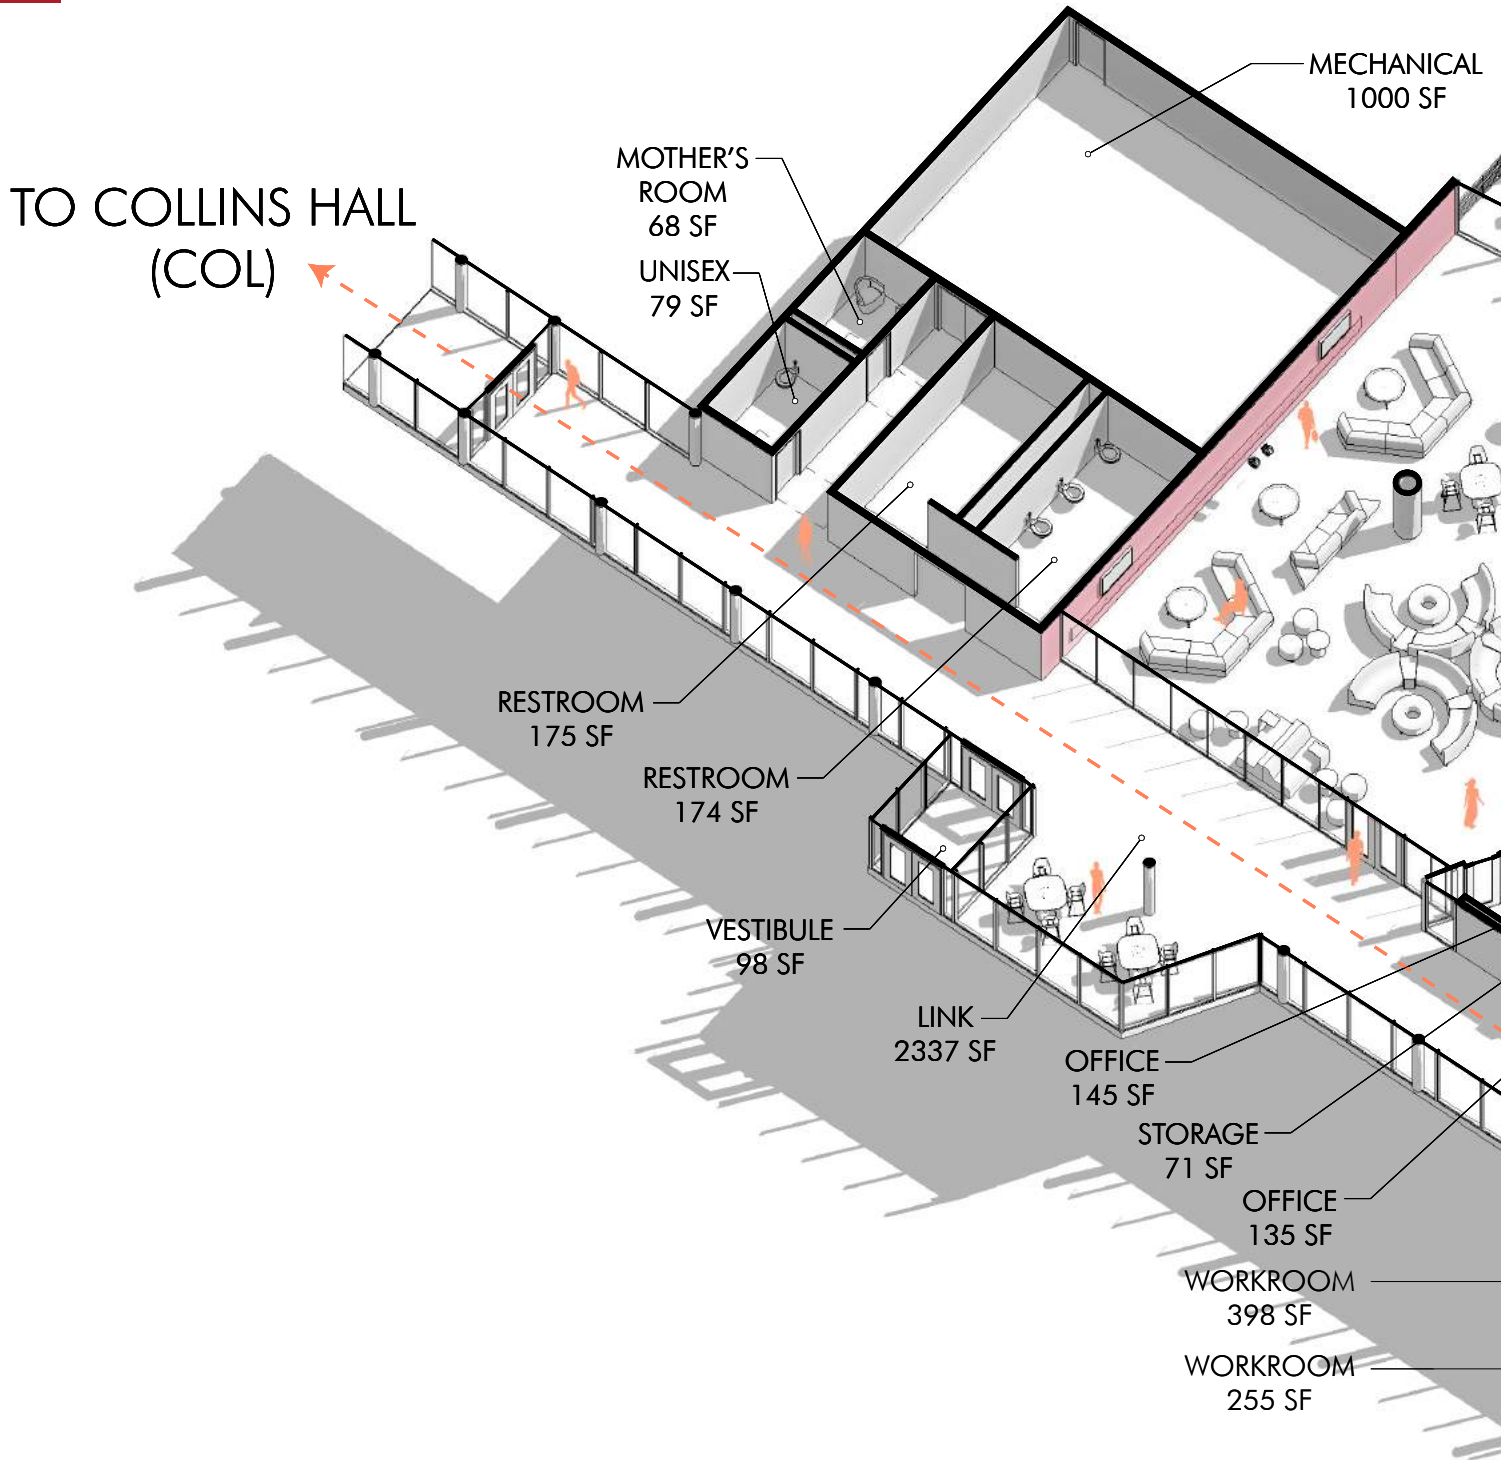 MECHANICAL
1000 SF
MOTHER'S
ROOM
68 SF
TO COLLINS HALL
(COL)
UNISEX
79 SF
RESTROOM
175 SF
RESTROOM
174 SF
VESTIBULE
98 SF
LINK
2337 SF
OFFICE
145 SF
STORAGE
71 SF
OFFICE
135 SF
WORKROOM
398 SF
WORKROOM
255 SF